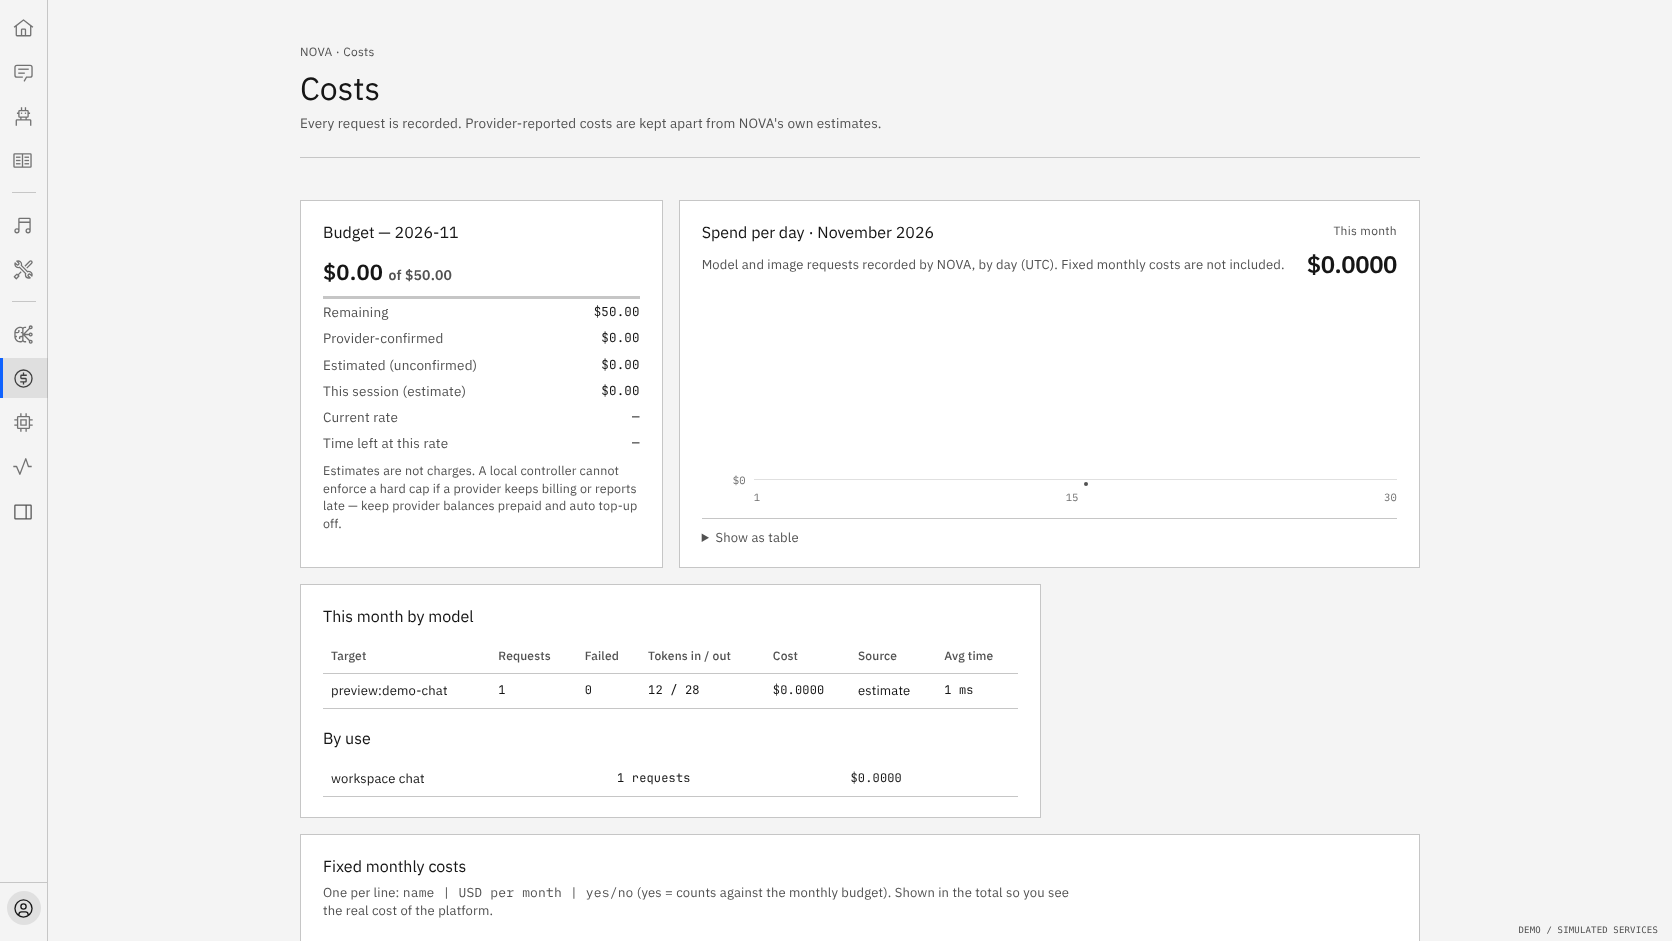 NOVA · Costs
Costs
Every request is recorded. Provider-reported costs are kept apart from NOVA's own estimates.
Budget — 2026-11
$0.00 of $50.00
Remaining $50.00
Provider-confirmed $0.00
Estimated (unconfirmed) $0.00
This session (estimate) $0.00
Current rate —
Time left at this rate —
Estimates are not charges. A local controller cannot
enforce a hard cap if a provider keeps billing or reports
late — keep provider balances prepaid and auto top-up
off.
Spend per day · November 2026
This month
Model and image requests recorded by NOVA, by day (UTC). Fixed monthly costs are not included.
$0.0000
$0
1 15 30
▶ Show as table
This month by model
Target Requests Failed Tokens in / out Cost Source Avg time
preview:demo-chat 1 0 12 / 28 $0.0000 estimate 1 ms
By use
workspace chat 1 requests $0.0000
Fixed monthly costs
One per line: name | USD per month | yes/no (yes = counts against the monthly budget). Shown in the total so you see
the real cost of the platform.
DEMO / SIMULATED SERVICES